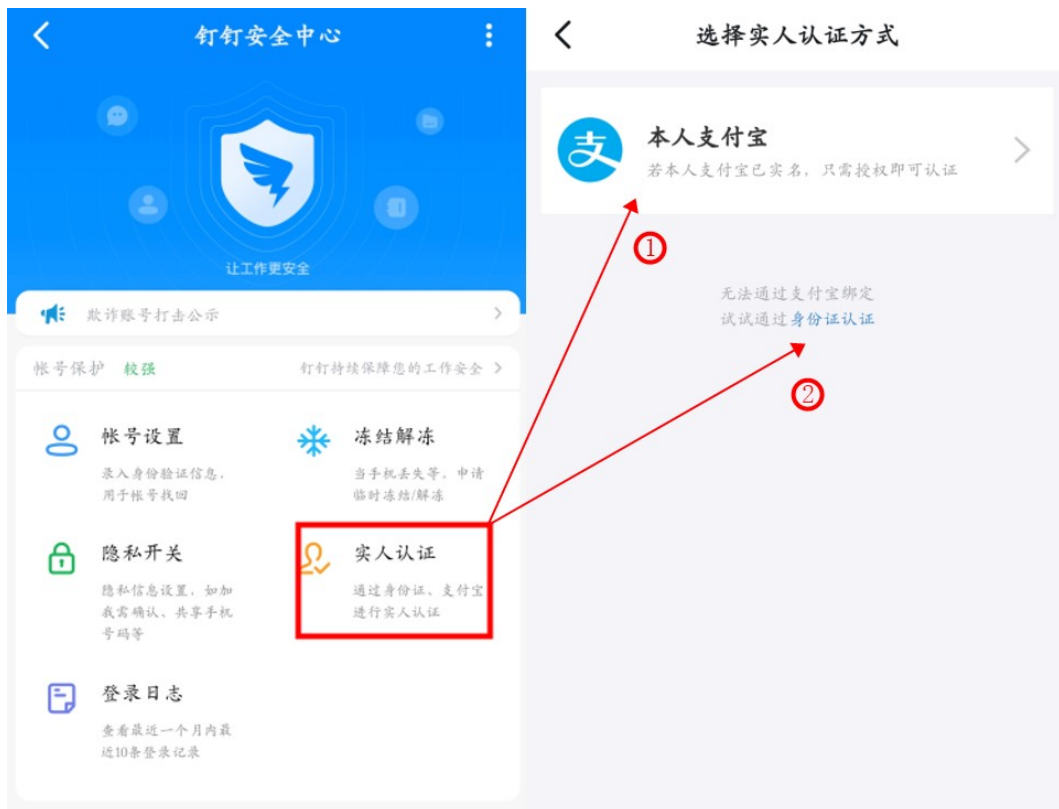 钉钉安全中心
让工作更安全
欺诈账号打击公示
帐号保护 较强 钉钉持续保障您的工作安全
帐号设置
录入身份验证信息，
用于帐号找回
冻结解冻
当手机丢失等，申请
临时冻结/解冻
隐私开关
隐私信息设置，如加
我需确认、共享手机
号码等
实人认证
通过身份证、支付宝
进行实人认证
登录日志
查看最近一个月内最
近10条登录记录
选择实人认证方式
支
本人支付宝
若本人支付宝已实名，只需授权即可认证
①
无法通过支付宝绑定
试试通过身份证认证
②